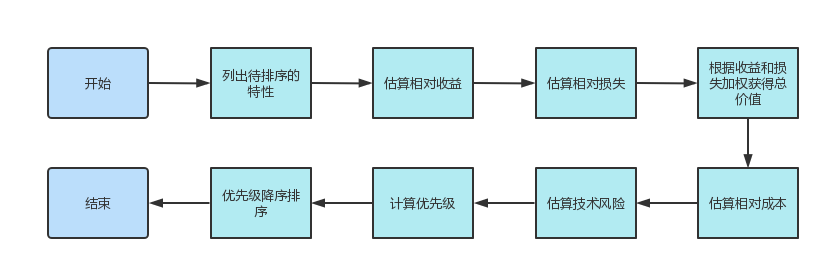 开始
列出待排序的
特性
估算相对收益
估算相对损失
根据收益和损
失加权获得总
价值
估算相对成本
估算技术风险
计算优先级
优先级降序排
序
结束